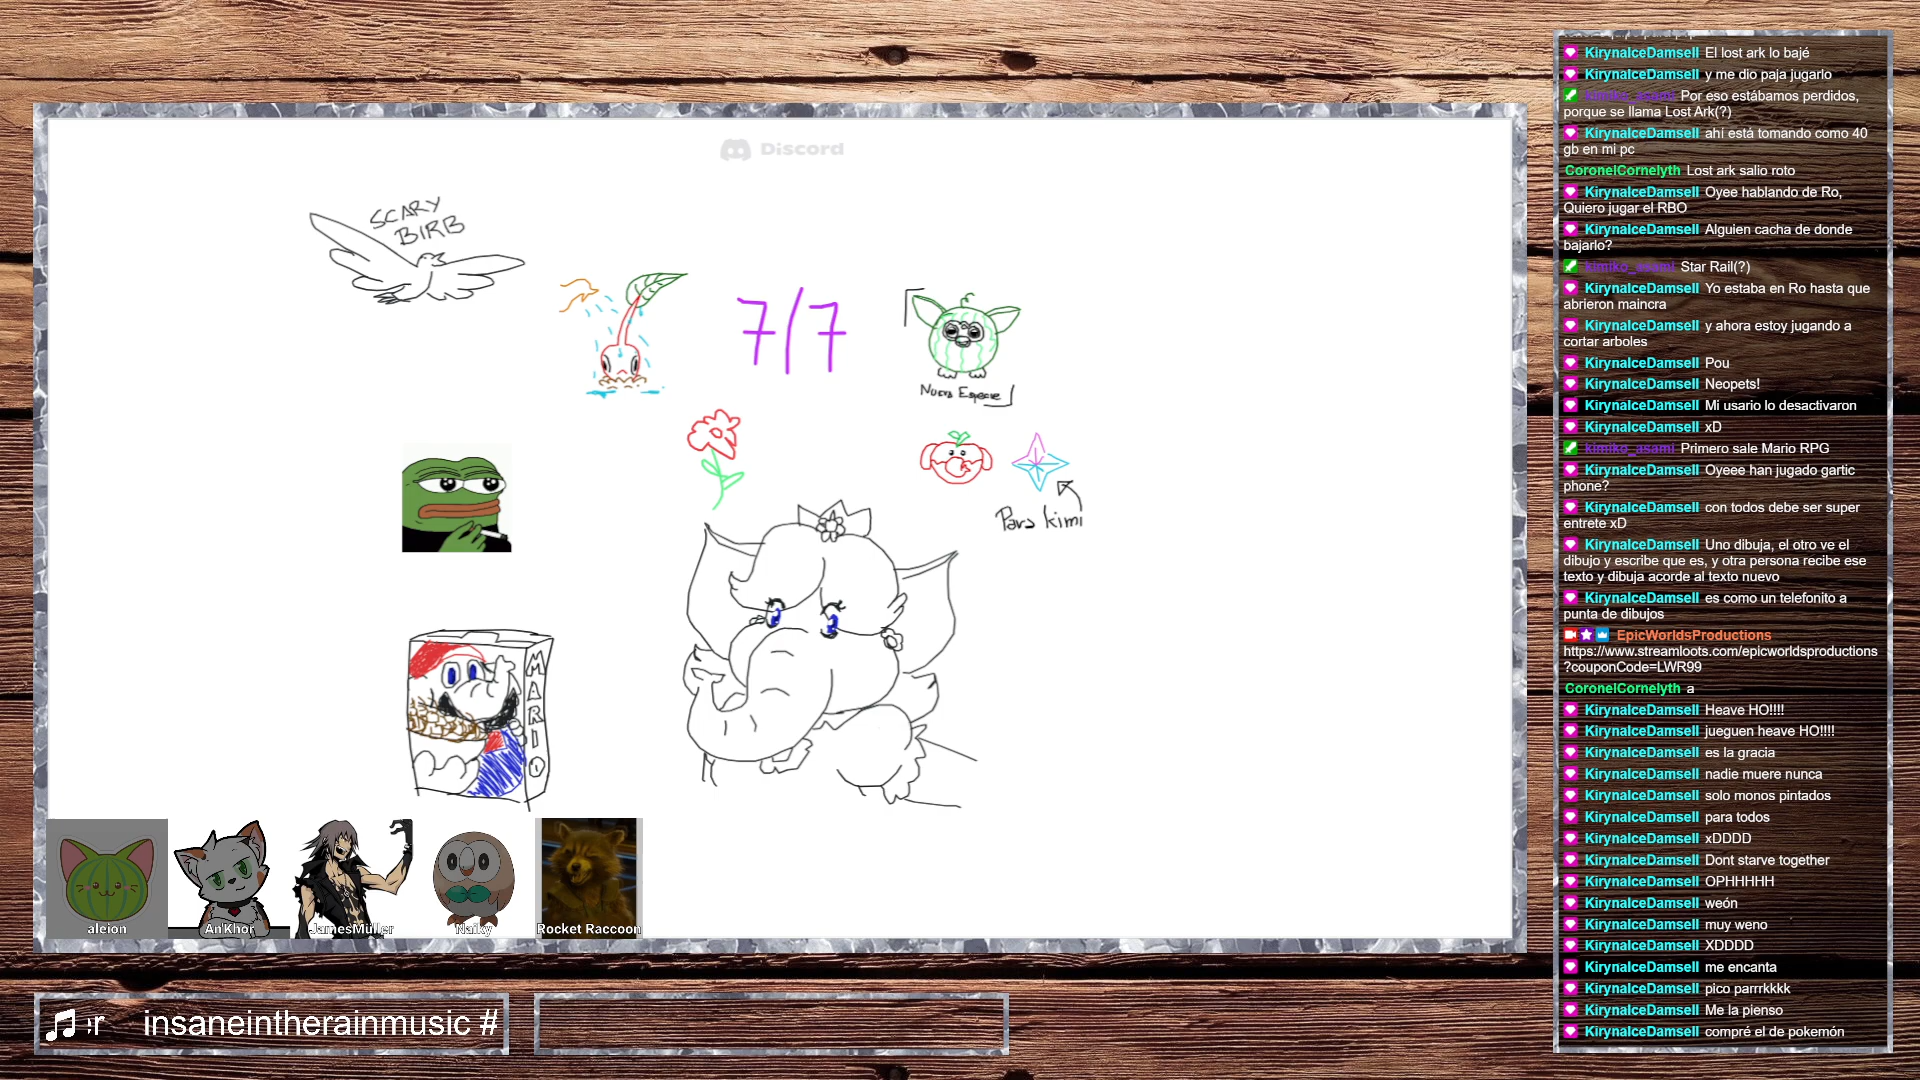 Discord
SCARY
BIRB
7/7
Nueva Especie
Para kimi
MARIO
aleion
An'Khor
JamesMüller
Naiky
Rocket Raccoon
insaneintherainmusic #
KirynalceDamsell El lost ark lo bajé
KirynalceDamsell y me dio paja jugarlo
kimiko_asami Por eso estábamos perdidos,
porque se llama Lost Ark(?)
KirynalceDamsell ahí está tomando como 40
gb en mi pc
CoronelCornelyth Lost ark salio roto
KirynalceDamsell Oyee hablando de Ro,
Quiero jugar el RBO
KirynalceDamsell Alguien cacha de donde
bajarlo?
kimiko_asami Star Rail(?)
KirynalceDamsell Yo estaba en Ro hasta que
abrieron maincra
KirynalceDamsell y ahora estoy jugando a
cortar arboles
KirynalceDamsell Pou
KirynalceDamsell Neopets!
KirynalceDamsell Mi usario lo desactivaron
KirynalceDamsell xD
kimiko_asami Primero sale Mario RPG
KirynalceDamsell Oyeee han jugado gartic
phone?
KirynalceDamsell con todos debe ser super
entrete xD
KirynalceDamsell Uno dibuja, el otro ve el
dibujo y escribe que es, y otra persona recibe ese
texto y dibuja acorde al texto nuevo
KirynalceDamsell es como un telefonito a
punta de dibujos
EpicWorldsProductions
https://www.streamloots.com/epicworldsproductions
?couponCode=LWR99
CoronelCornelyth a
KirynalceDamsell Heave HO!!!!
KirynalceDamsell jueguen heave HO!!!!
KirynalceDamsell es la gracia
KirynalceDamsell nadie muere nunca
KirynalceDamsell solo monos pintados
KirynalceDamsell para todos
KirynalceDamsell xDDDD
KirynalceDamsell Dont starve together
KirynalceDamsell OPHHHHH
KirynalceDamsell weón
KirynalceDamsell muy weno
KirynalceDamsell XDDDD
KirynalceDamsell me encanta
KirynalceDamsell pico parrrkkkk
KirynalceDamsell Me la pienso
KirynalceDamsell compré el de pokemón